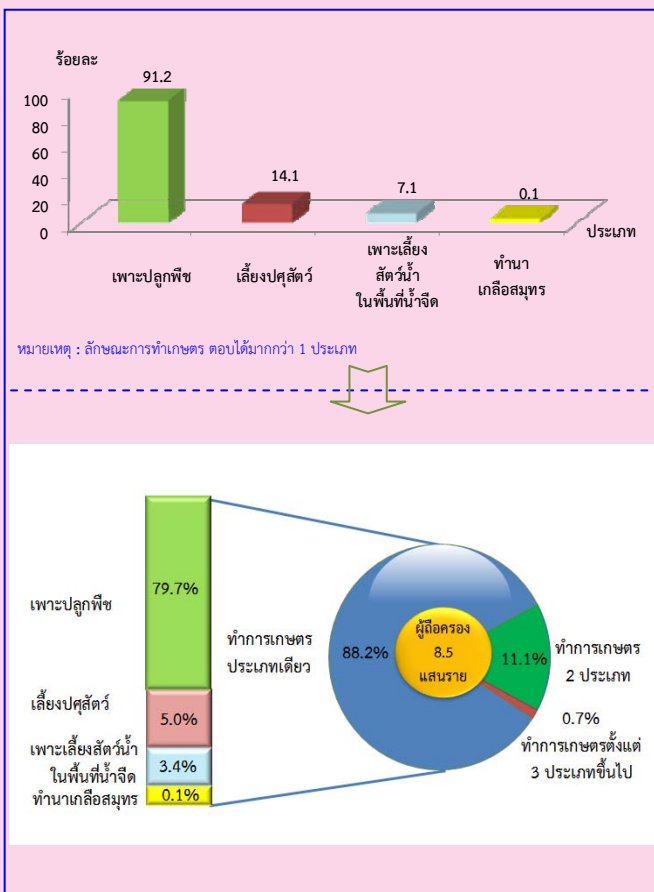 ร้อยละ
91.2
100
80
60
40
20
0
14.1
7.1
0.1
ประเภท
เพาะปลูกพืช
เลี้ยงปศุสัตว์
เพาะเลี้ยง
สัตว์น้ำ
ในพื้นที่น้ำจืด
ทำนา
เกลือสมุทร
หมายเหตุ : ลักษณะการทำเกษตร ตอบได้มากกว่า 1 ประเภท
เพาะปลูกพืช
79.7%
เลี้ยงปศุสัตว์
5.0%
เพาะเลี้ยงสัตว์น้ำ
ในพื้นที่น้ำจืด
3.4%
ทำนาเกลือสมุทร
0.1%
ทำการเกษตร
ประเภทเดียว
88.2%
ผู้ถือครอง
8.5
แสนราย
11.1%
ทำการเกษตร
2 ประเภท
0.7%
ทำการเกษตรตั้งแต่
3 ประเภทขึ้นไป